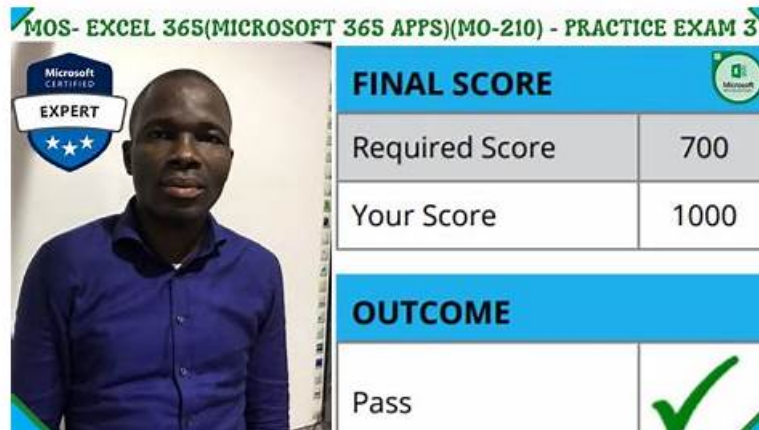 MOS- EXCEL 365(MICROSOFT 365 APPS)(MO-210) - PRACTICE EXAM 3
Microsoft
CERTIFIED
EXPERT
FINAL SCORE
Microsoft
Required Score 700
Your Score 1000
OUTCOME
Pass